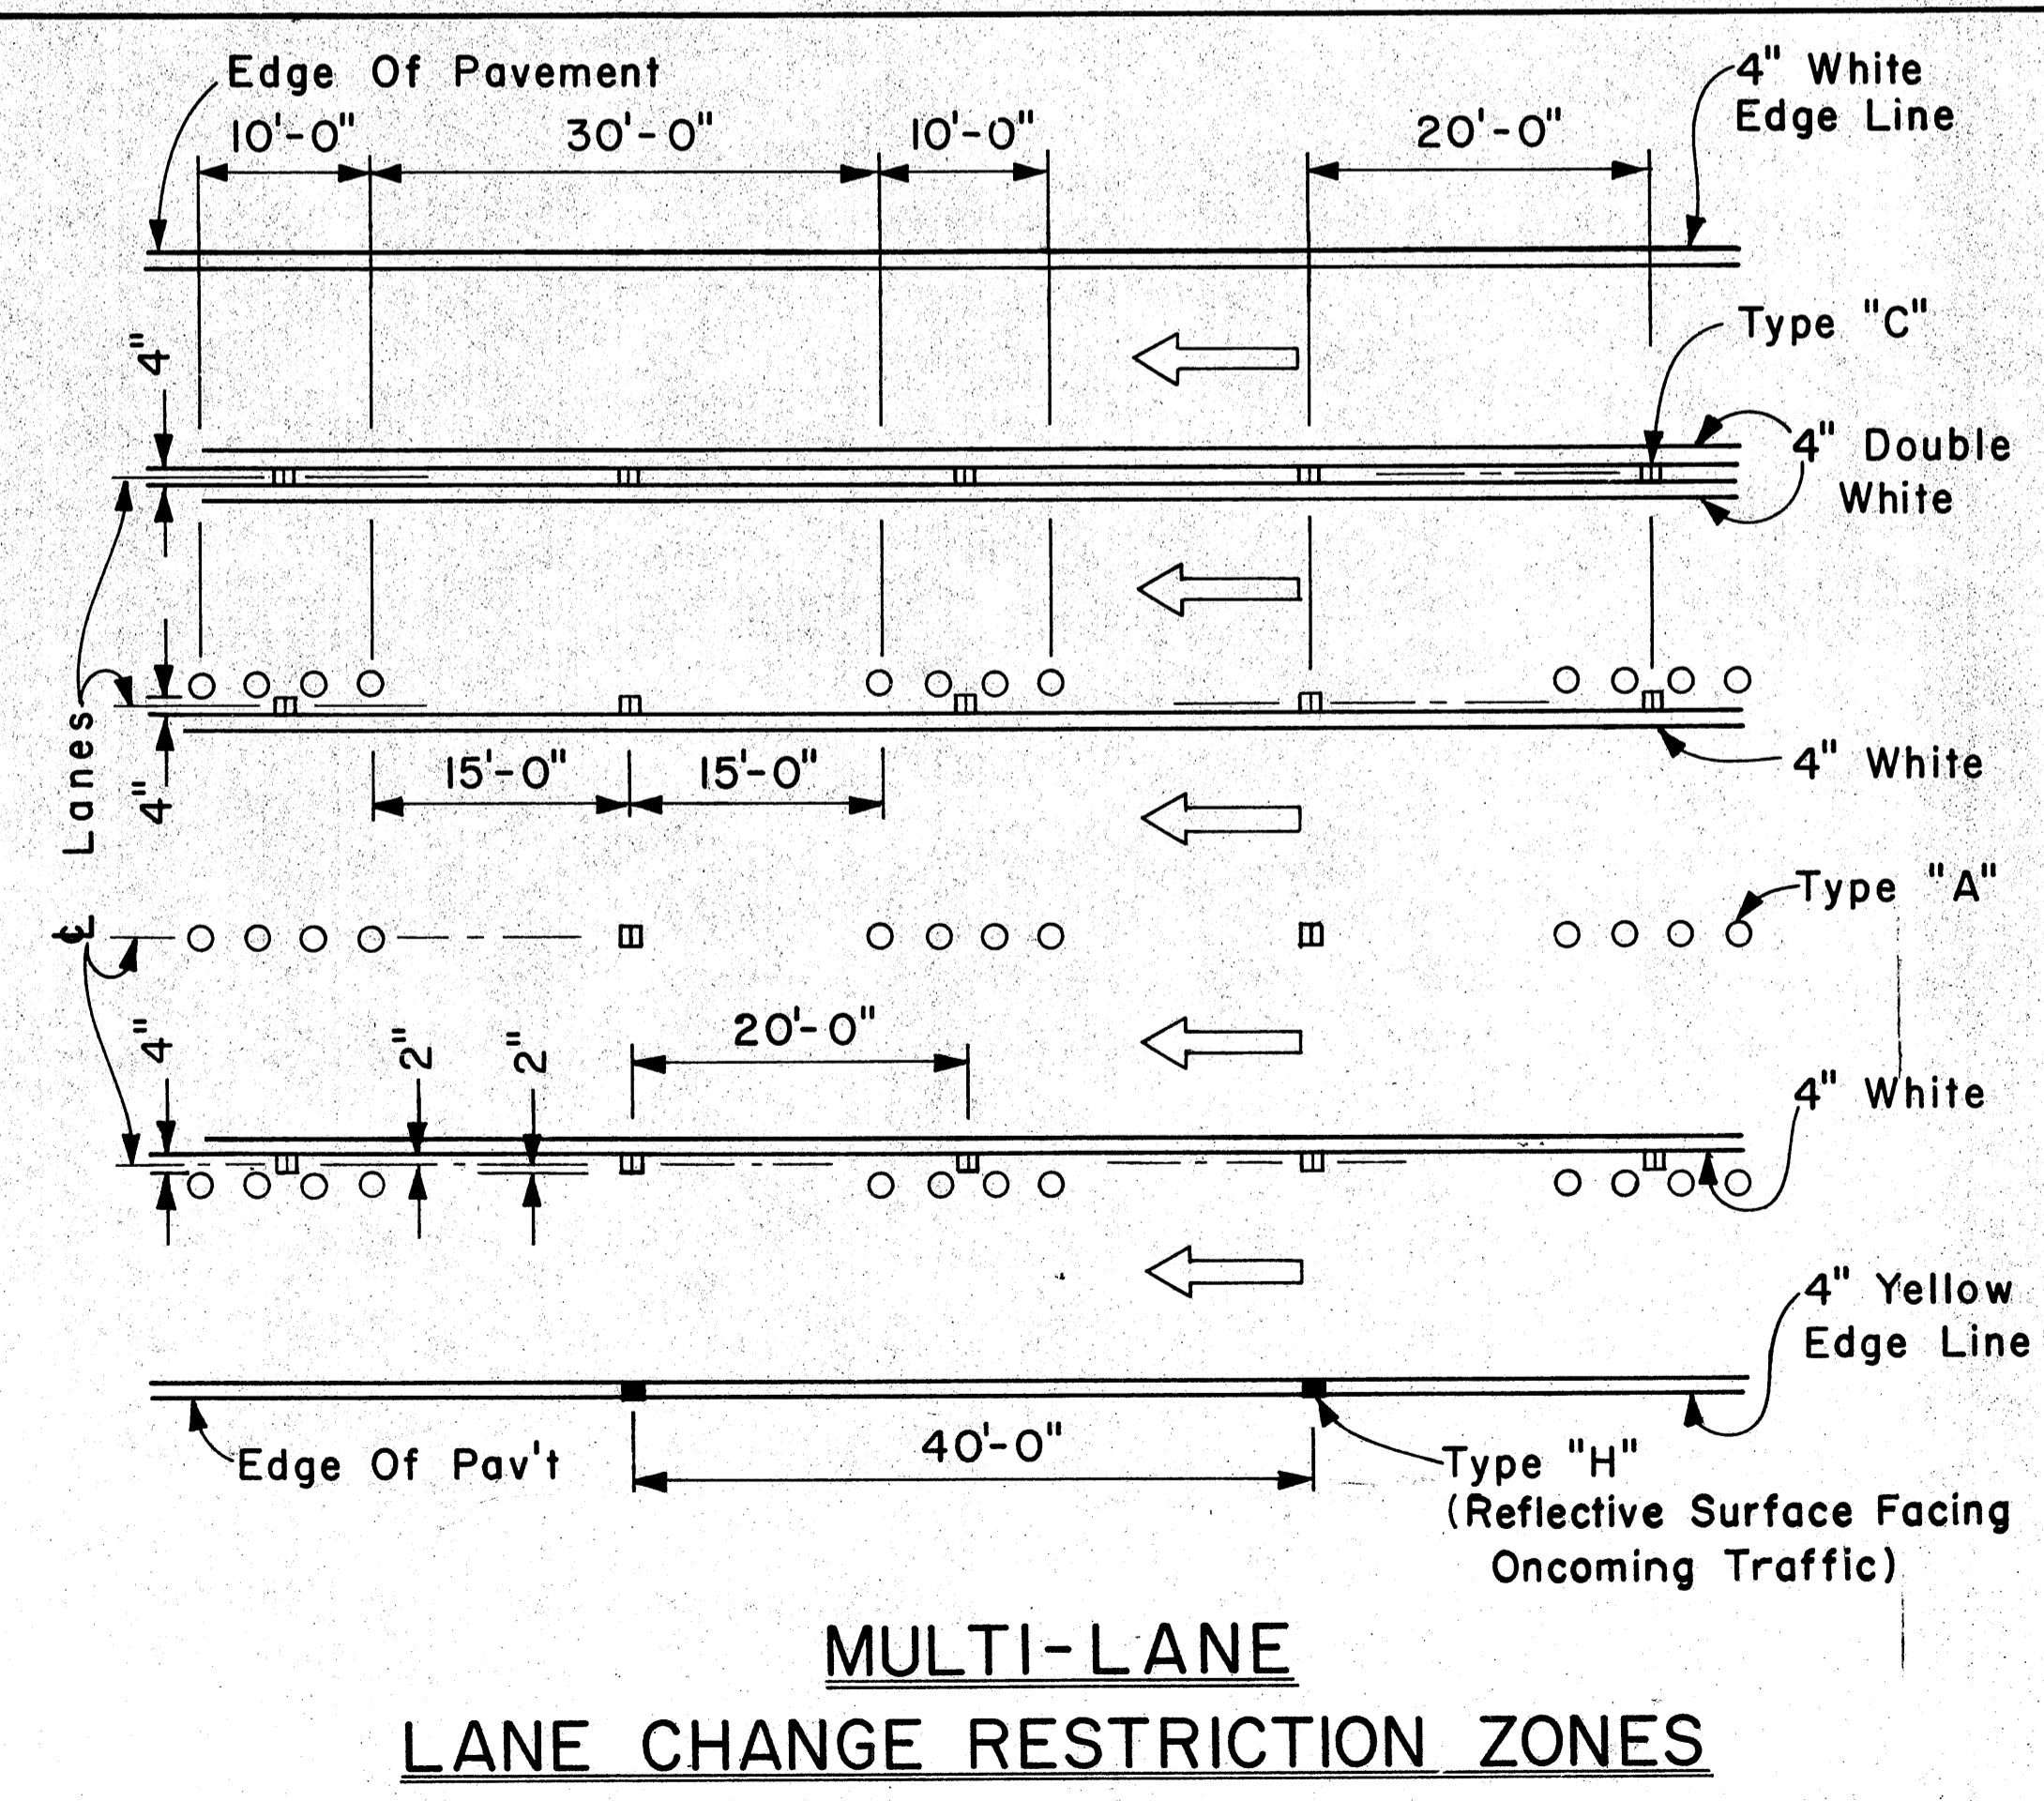 Edge Of Pavement
4" White
Edge Line
10'-0"
30'-0"
10'-0"
20'-0"
Type "C"
4"
4" Double
White
4"
15'-0"
15'-0"
4" White
℄ Lanes
Type "A"
4"
2"
2"
20'-0"
4" White
4" Yellow
Edge Line
Edge Of Pav't
40'-0"
Type "H"
(Reflective Surface Facing
Oncoming Traffic)
MULTI-LANE
LANE CHANGE RESTRICTION ZONES